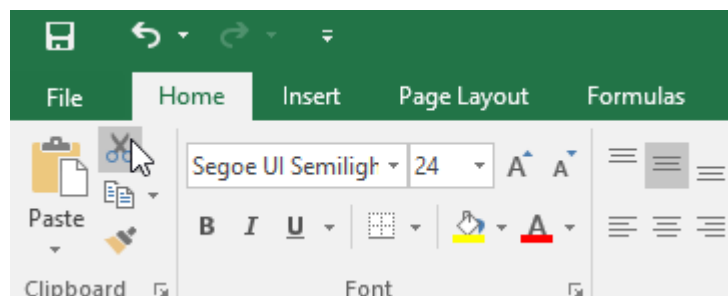 File Home Insert Page Layout Formulas
Segoe UI Semiligh 24 A A
Paste
B I U A
Clipboard Font